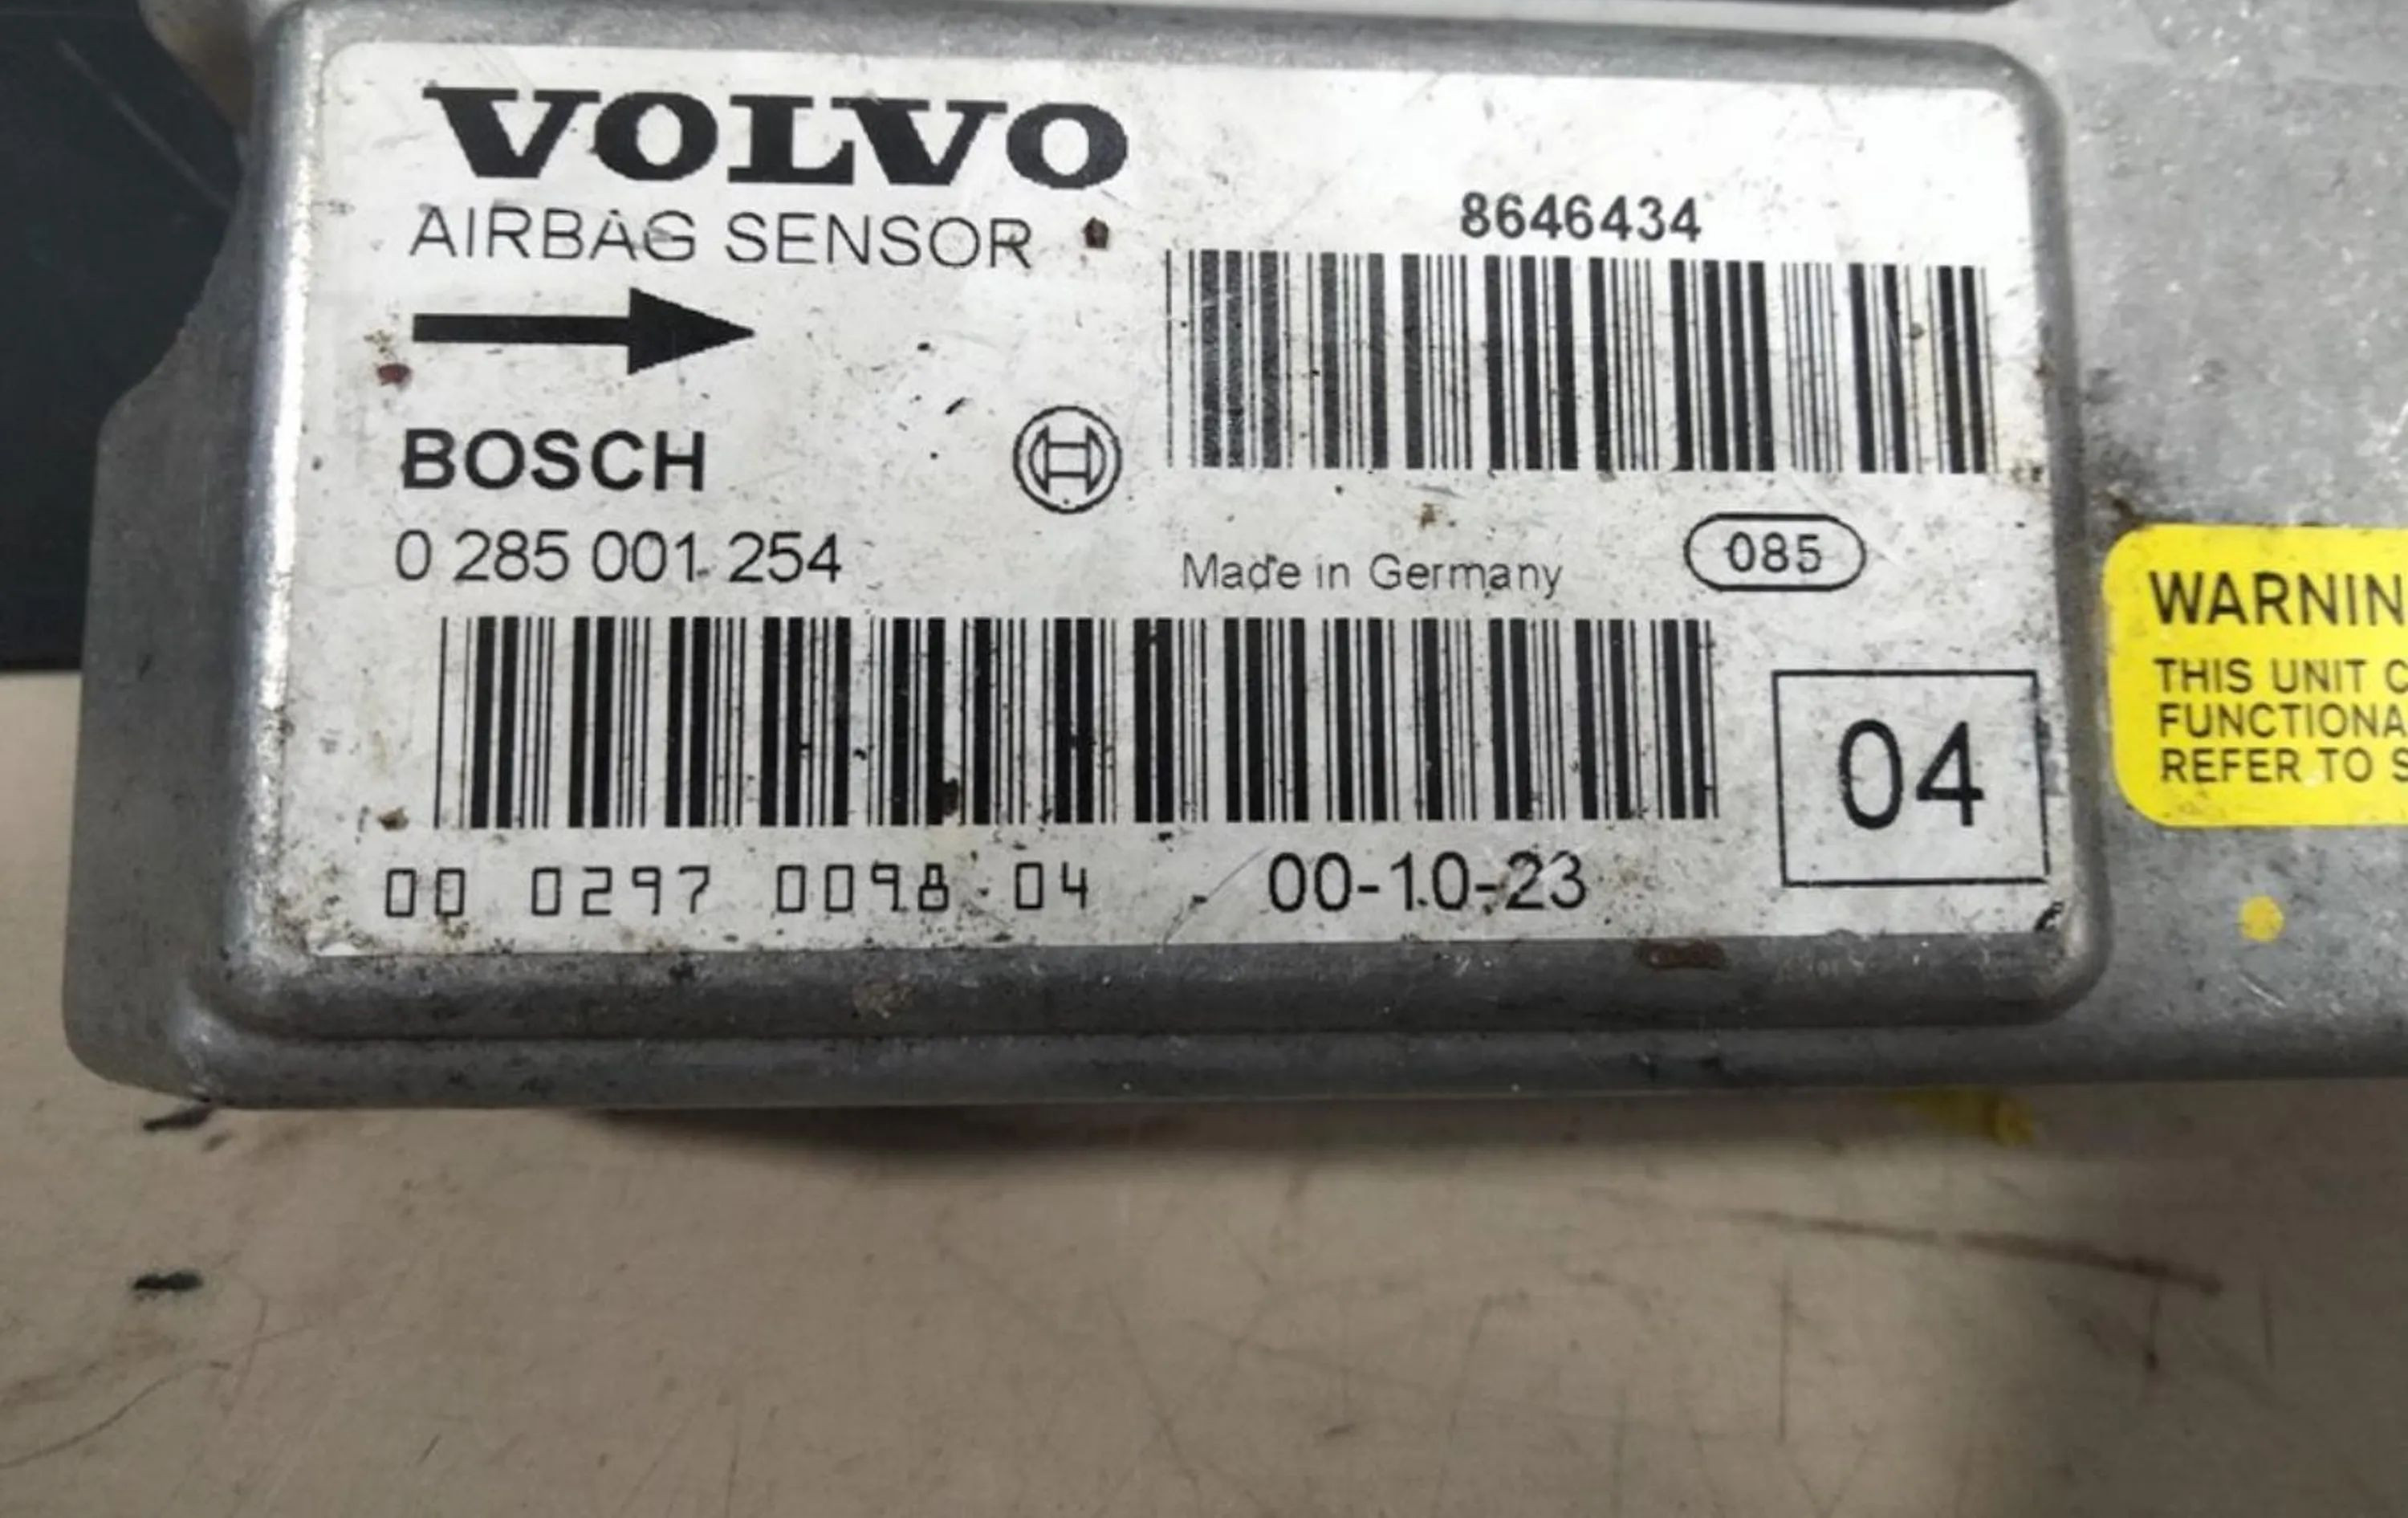 VOLVO
AIRBAG SENSOR
8646434
BOSCH
0 285 001 254
Made in Germany
085
04
00 0297 0098 04
00-10-23
WARNIN
THIS UNIT C
FUNCTIONA
REFER TO S